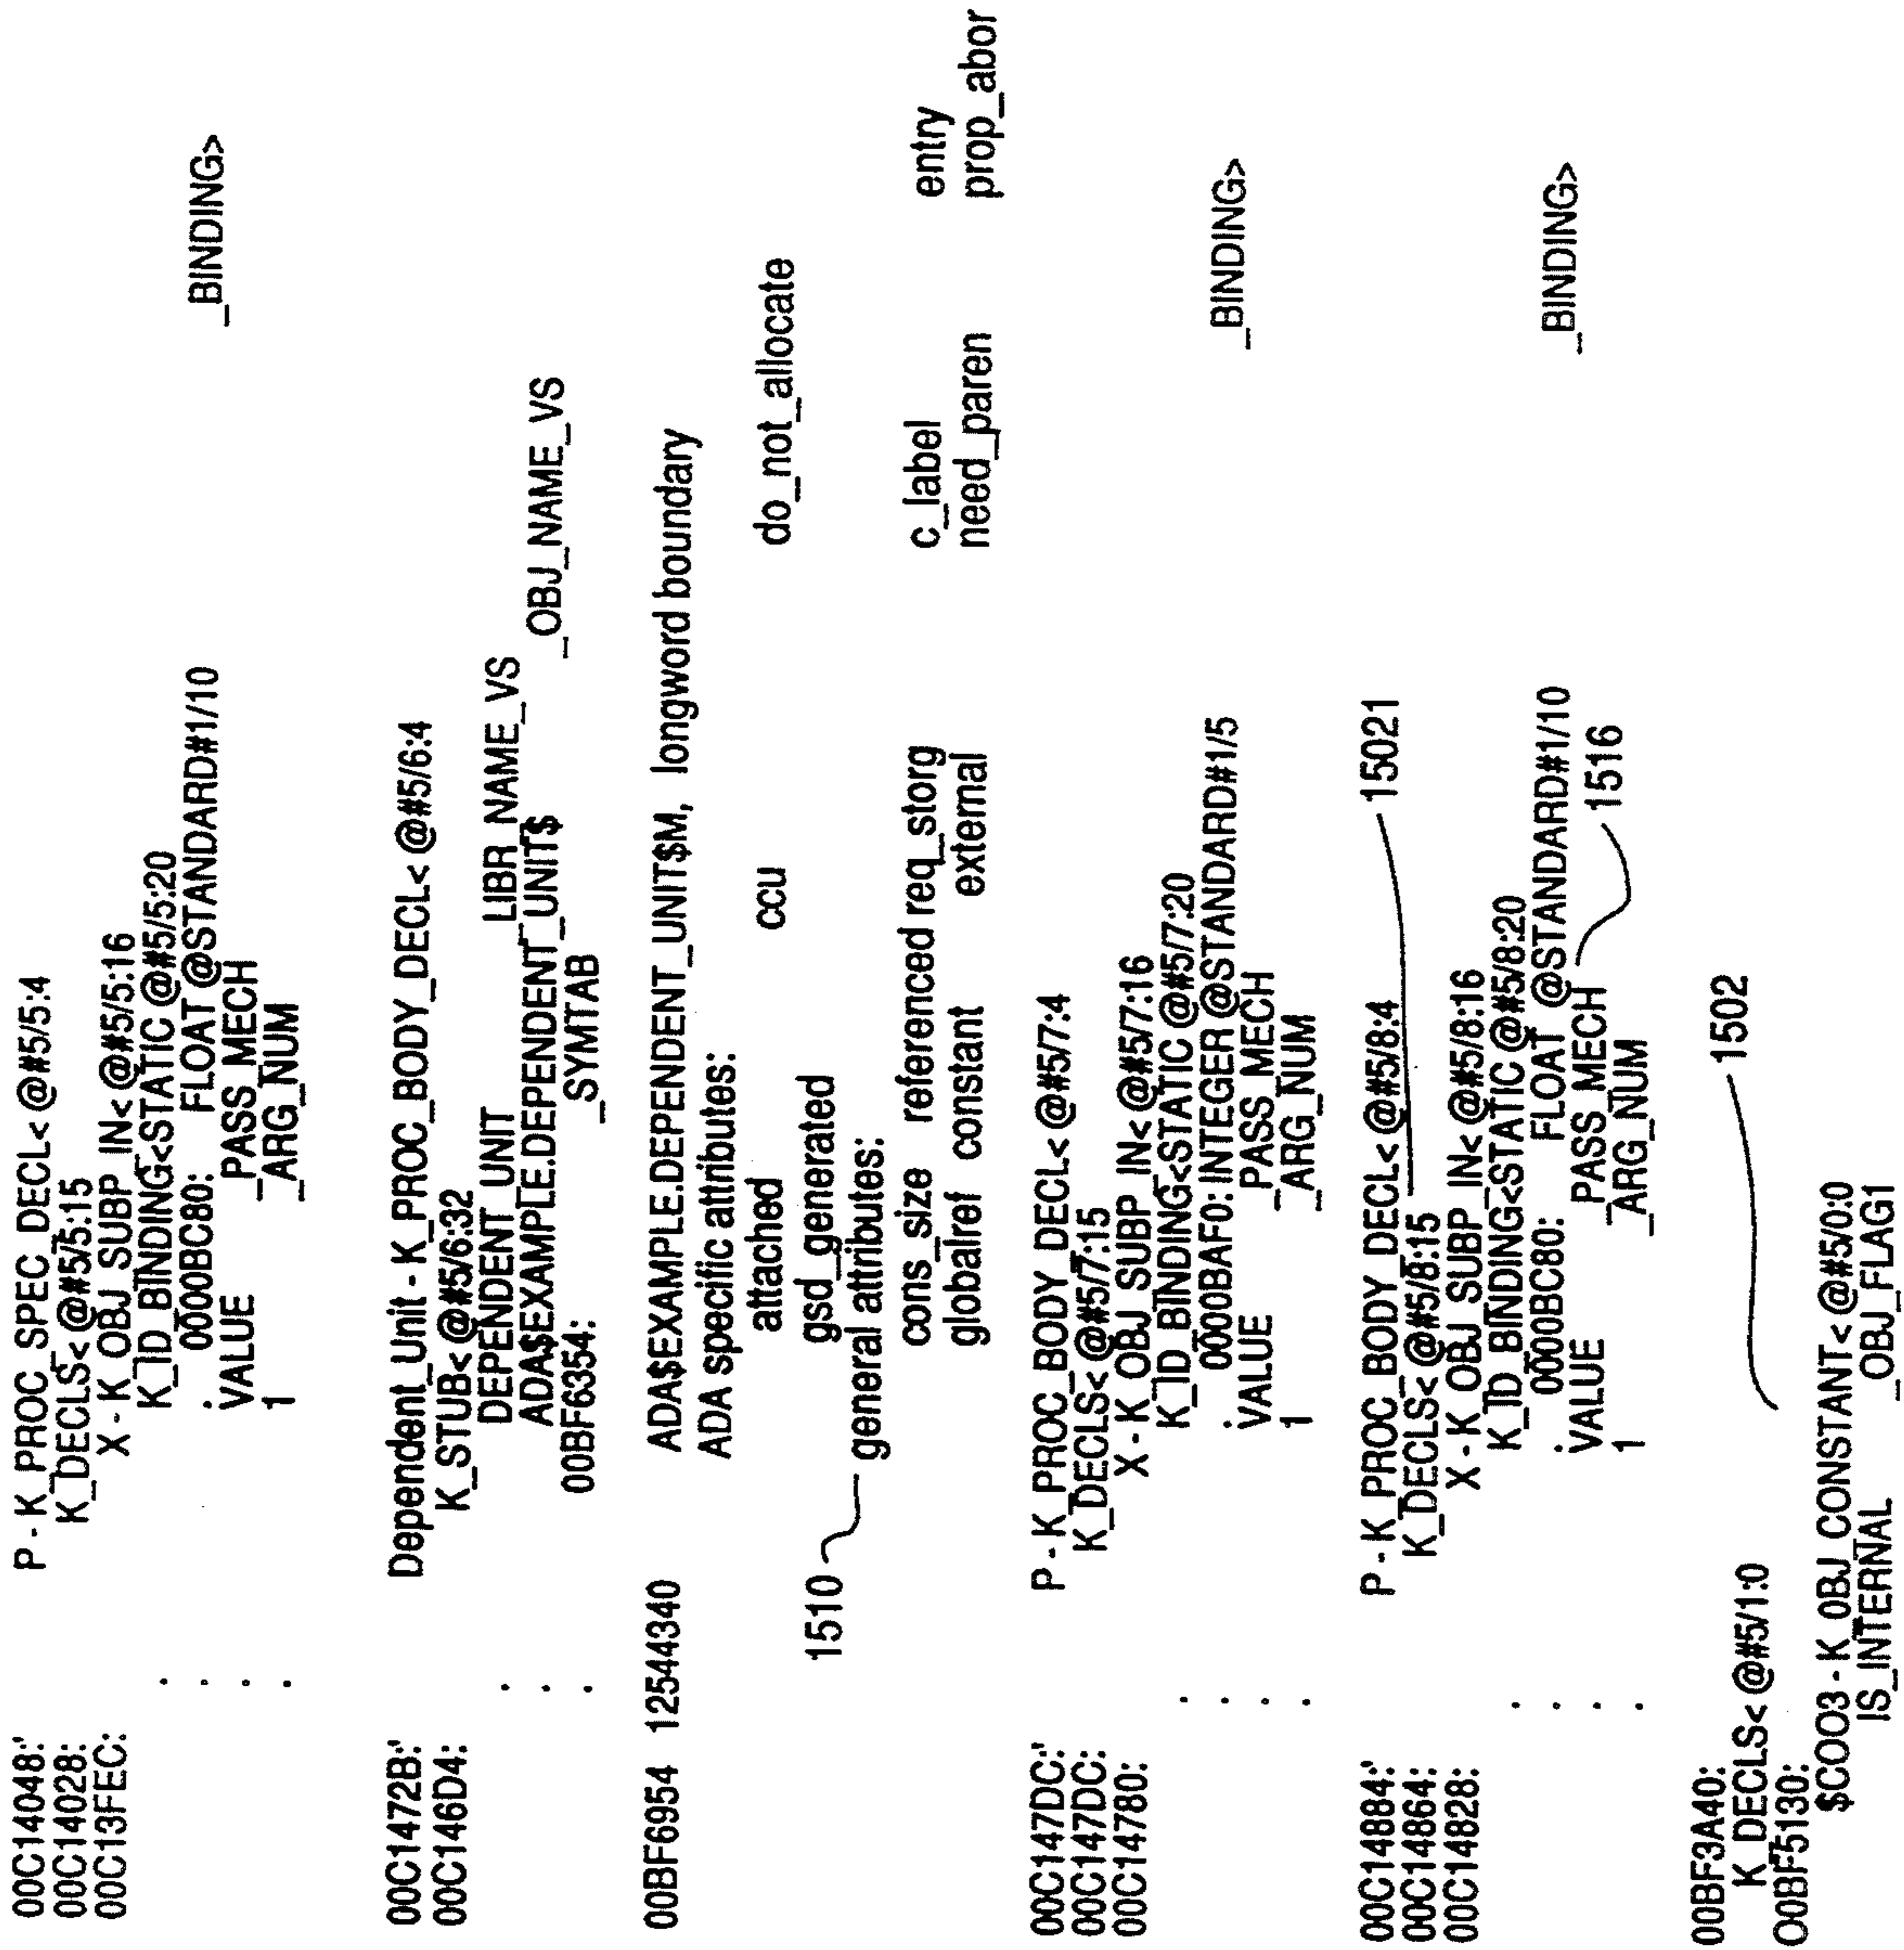 00C14048:' P - K_PROC_SPEC_DECL< @#5/5:4
00C14028: K_DECLS< @#5/5:15
00C13FEC: X - K_OBJ_SUBP_IN< @#5/5:16
. K_ID_BINDING<STATIC @#5/5:20
. : 0000BC80: FLOAT @STANDARD#1/10 _BINDING>
. VALUE _PASS_MECH
. 1 _ARG_NUM
00C1472B:' Dependent_Unit - K_PROC_BODY_DECL< @#5/6:4
00C146D4: K_STUB< @#5/6:32
. DEPENDENT_UNIT LIBR_NAME_VS
. ADA$EXAMPLE.DEPENDENT_UNIT$ _OBJ_NAME_VS
. 00BF6354: _SYMTAB
00BF6954 12544340 ADA$EXAMPLE.DEPENDENT_UNIT$M, longword boundary
ADA specific attributes:
attached ccu do_not_allocate
gsd_generated
1510 general attributes:
cons_size referenced req_storg c_label entry
globalref constant external need_paren prop_abor
00C147DC:' P - K_PROC_BODY_DECL< @#5/7:4
00C147DC: K_DECLS< @#5/7:15
00C14780: X - K_OBJ_SUBP_IN< @#5/7:16
. K_ID_BINDING<STATIC @#5/7:20
. : 0000BAF0: INTEGER @STANDARD#1/5 _BINDING>
. VALUE _PASS_MECH
. 1 _ARG_NUM
00C14884:' P - K_PROC_BODY_DECL< @#5/8:4 15021
00C14864: K_DECLS< @#5/8:15
00C14828: X - K_OBJ_SUBP_IN< @#5/8:16
. K_ID_BINDING<STATIC @#5/8:20
. : 0000BC80: FLOAT @STANDARD#1/10 _BINDING>
. VALUE _PASS_MECH 1516
. 1 _ARG_NUM
00BF3A40: 1502
K_DECLS< @#5/1:0
00BF5130:
$COO3 - K_OBJ_CONSTANT< @#5/0:0
IS_INTERNAL _OBJ_FLAG1